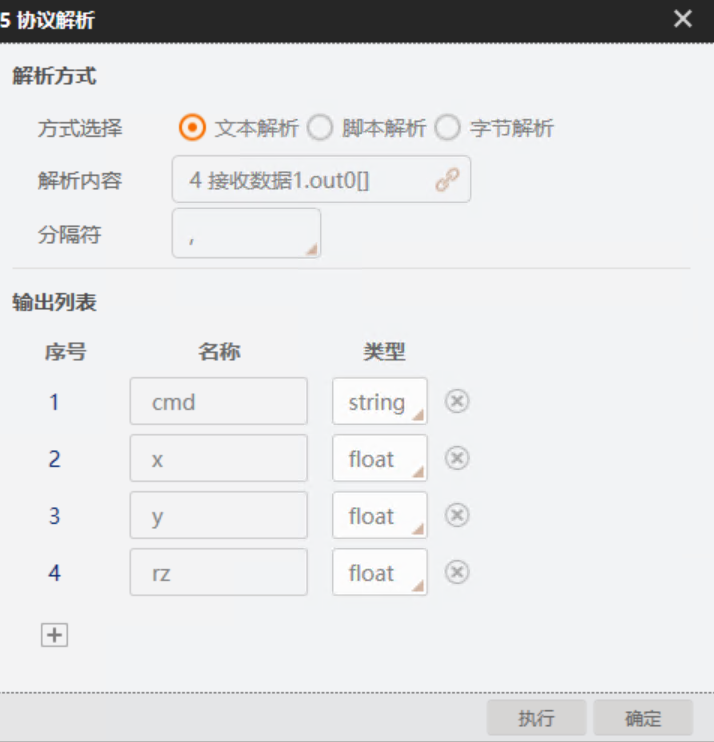 5 协议解析
解析方式
方式选择 文本解析 脚本解析 字节解析
解析内容 4 接收数据1.out0[]
分隔符 ,
输出列表
序号 名称 类型
1 cmd string
2 x float
3 y float
4 rz float
执行 确定